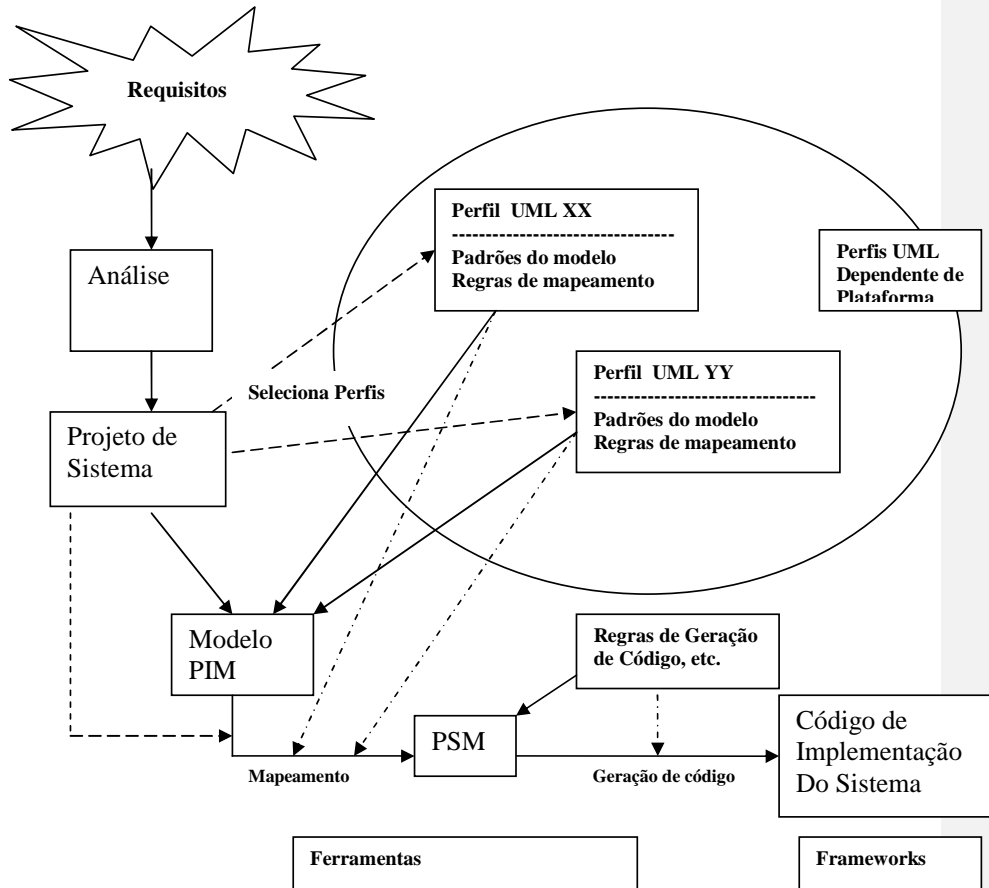 Requisitos
Análise
Perfil UML XX
---------------------------------
Padrões do modelo
Regras de mapeamento
Perfis UML
Dependente de
Plataforma
Seleciona Perfis
Perfil UML YY
---------------------------------
Padrões do modelo
Regras de mapeamento
Projeto de
Sistema
Modelo
PIM
Regras de Geração
de Código, etc.
PSM
Código de
Implementação
Do Sistema
Mapeamento
Geração de código
Ferramentas
Frameworks